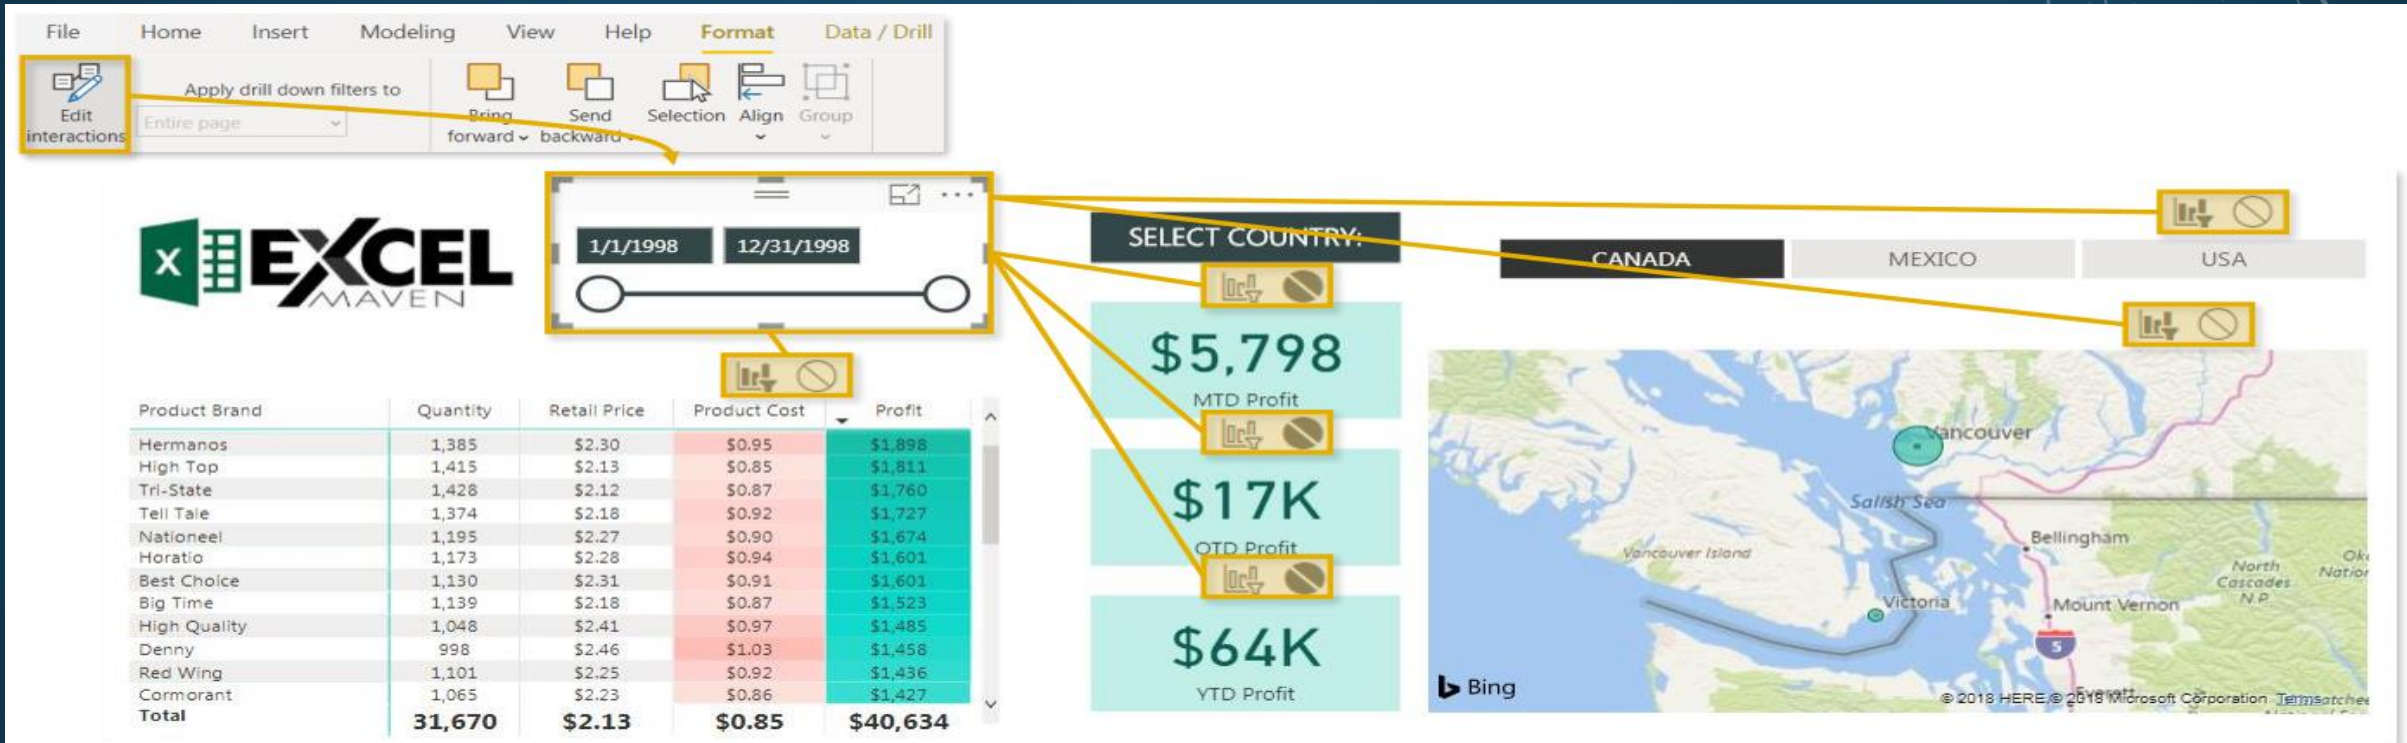 File Home Insert Modeling View Help Format Data / Drill
Edit interactions
Apply drill down filters to
Entire page
Bring forward
Send backward
Selection
Align
Group
X EXCEL
MAVEN
1/1/1998 12/31/1998
SELECT COUNTRY:
CANADA MEXICO USA
$5,798
MTD Profit
$17K
QTD Profit
$64K
YTD Profit
Product Brand Quantity Retail Price Product Cost Profit
Hermanos 1,385 $2.30 $0.95 $1,898
High Top 1,415 $2.13 $0.85 $1,811
Tri-State 1,428 $2.12 $0.87 $1,760
Tell Tale 1,374 $2.18 $0.92 $1,727
Nationeel 1,195 $2.27 $0.90 $1,674
Horatio 1,173 $2.28 $0.94 $1,601
Best Choice 1,130 $2.31 $0.91 $1,601
Big Time 1,139 $2.18 $0.87 $1,523
High Quality 1,048 $2.41 $0.97 $1,485
Denny 998 $2.46 $1.03 $1,458
Red Wing 1,101 $2.25 $0.92 $1,436
Cormorant 1,065 $2.23 $0.86 $1,427
Total 31,670 $2.13 $0.85 $40,634
Vancouver
Salish Sea
Vancouver Island
Bellingham
North
Cascades
N.P.
Victoria
Mount Vernon
5
Bing
© 2018 HERE © 2018 Microsoft Corporation Terms